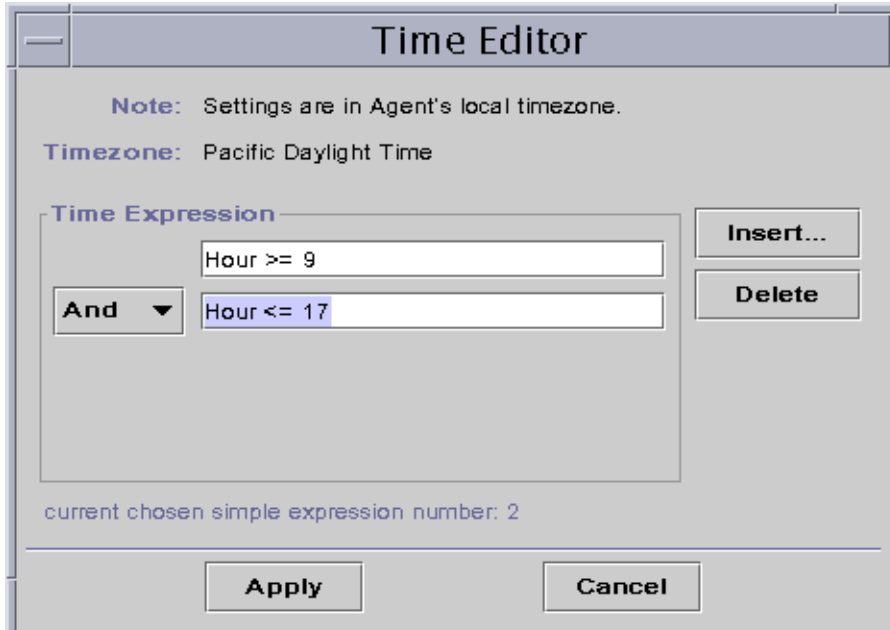 Time Editor
Note: Settings are in Agent's local timezone.
Timezone: Pacific Daylight Time
Time Expression
Hour >= 9
And Hour <= 17
Insert...
Delete
current chosen simple expression number: 2
Apply Cancel